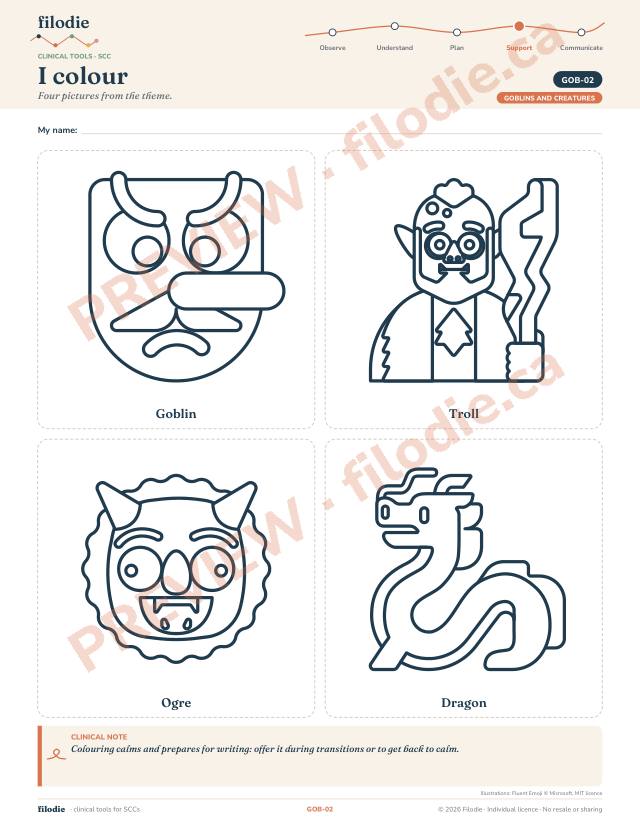 filodie
CLINICAL TOOLS · SCC
I colour
Four pictures from the theme.
Observe
Understand
Plan
Support
Communicate
GOB-02
GOBLINS AND CREATURES
My name:
Goblin
Troll
Ogre
Dragon
PREVIEW · filodie.ca
PREVIEW · filodie.ca
CLINICAL NOTE
Colouring calms and prepares for writing: offer it during transitions or to get back to calm.
Illustrations: Fluent Emoji © Microsoft, MIT licence
filodie · clinical tools for SCCs
GOB-02
© 2026 Filodie · Individual licence · No resale or sharing